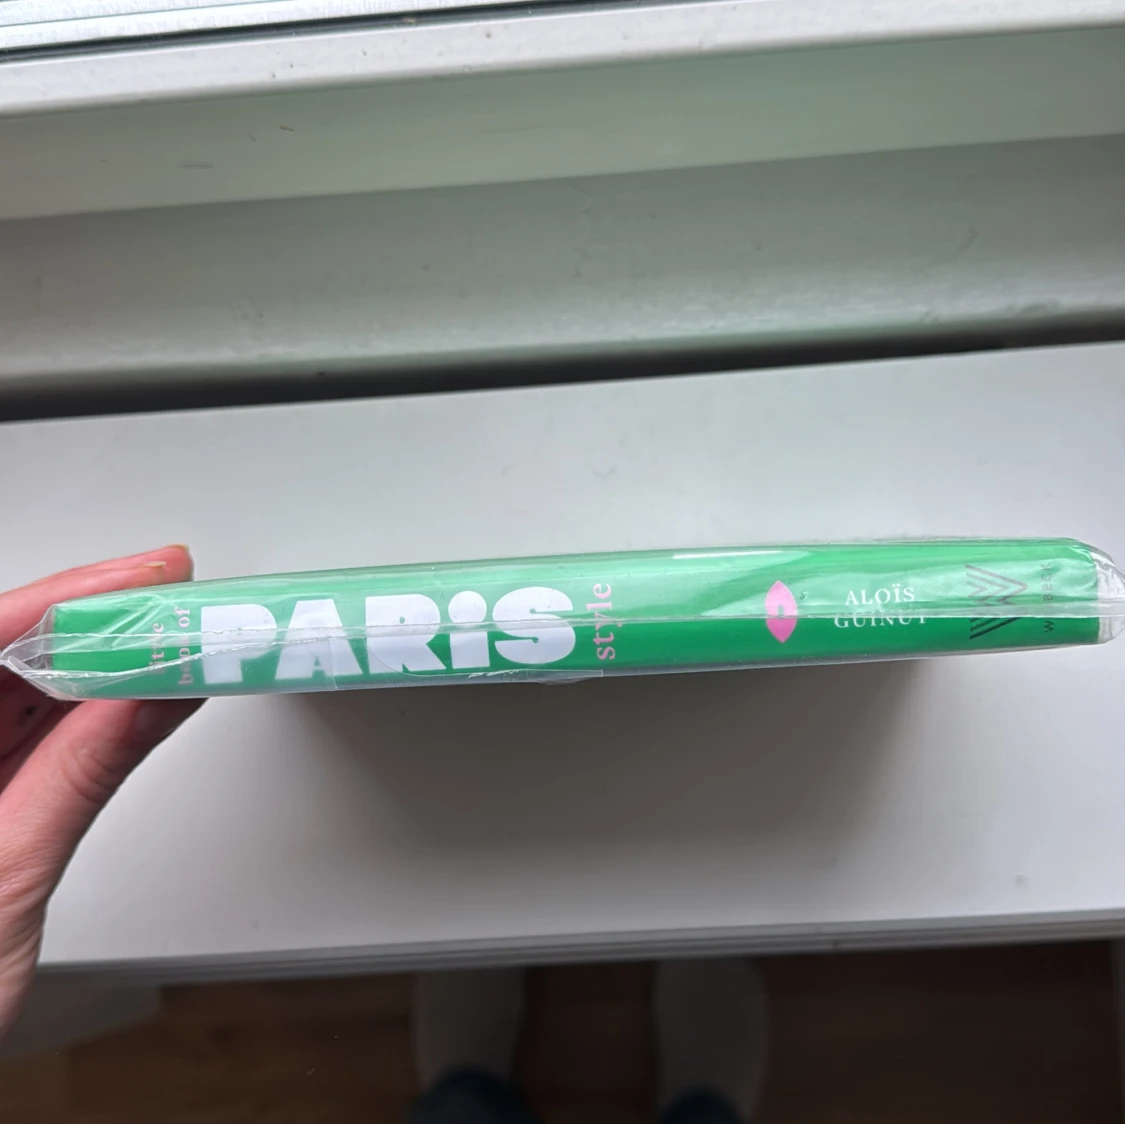 little
book of
PARiS
style
ALOÏS
GUINUT
W